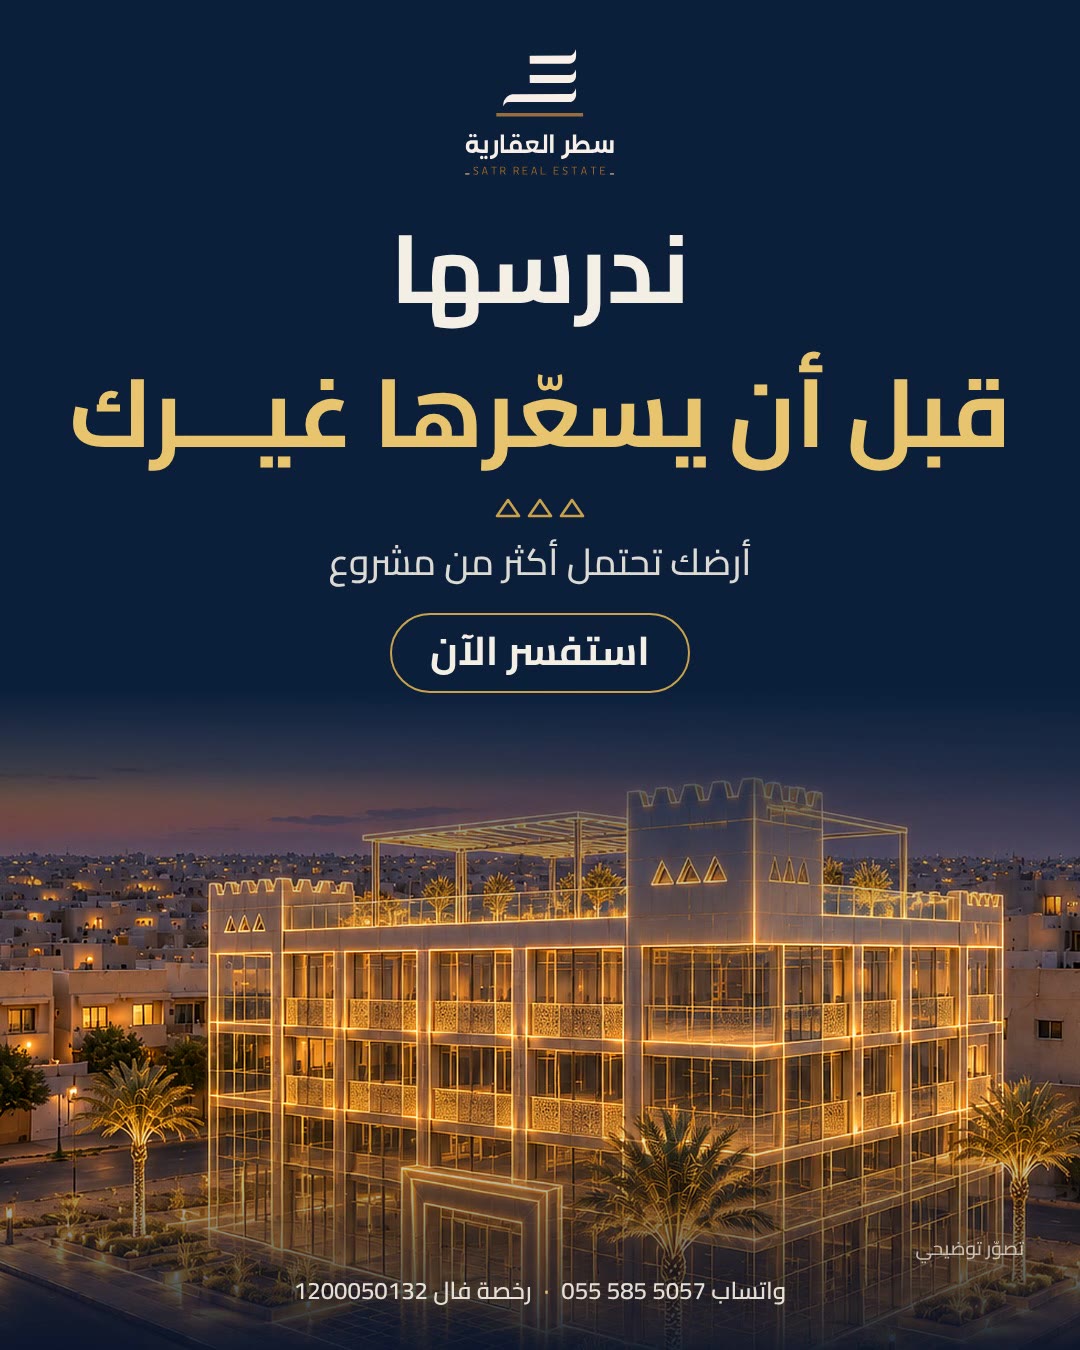 سطر العقارية
SATR REAL ESTATE
ندرسها
قبل أن يسعّرها غيـــرك
أرضك تحتمل أكثر من مشروع
استفسر الآن
تصوّر توضيحي
واتساب 055 585 5057 · رخصة فال 1200050132